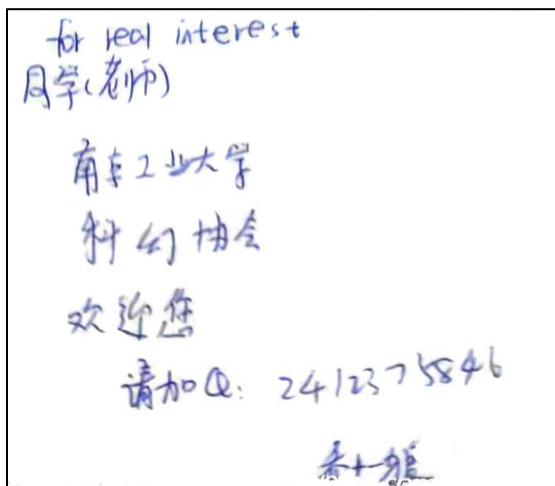 for real interest
同学(老师)
南京工业大学
科幻协会
欢迎您
请加Q: 2412375846